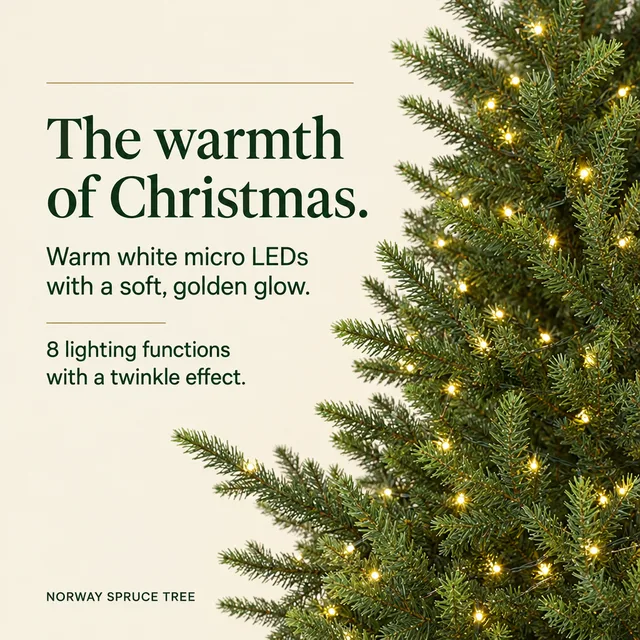 The warmth
of Christmas.
Warm white micro LEDs
with a soft, golden glow.
8 lighting functions
with a twinkle effect.
NORWAY SPRUCE TREE